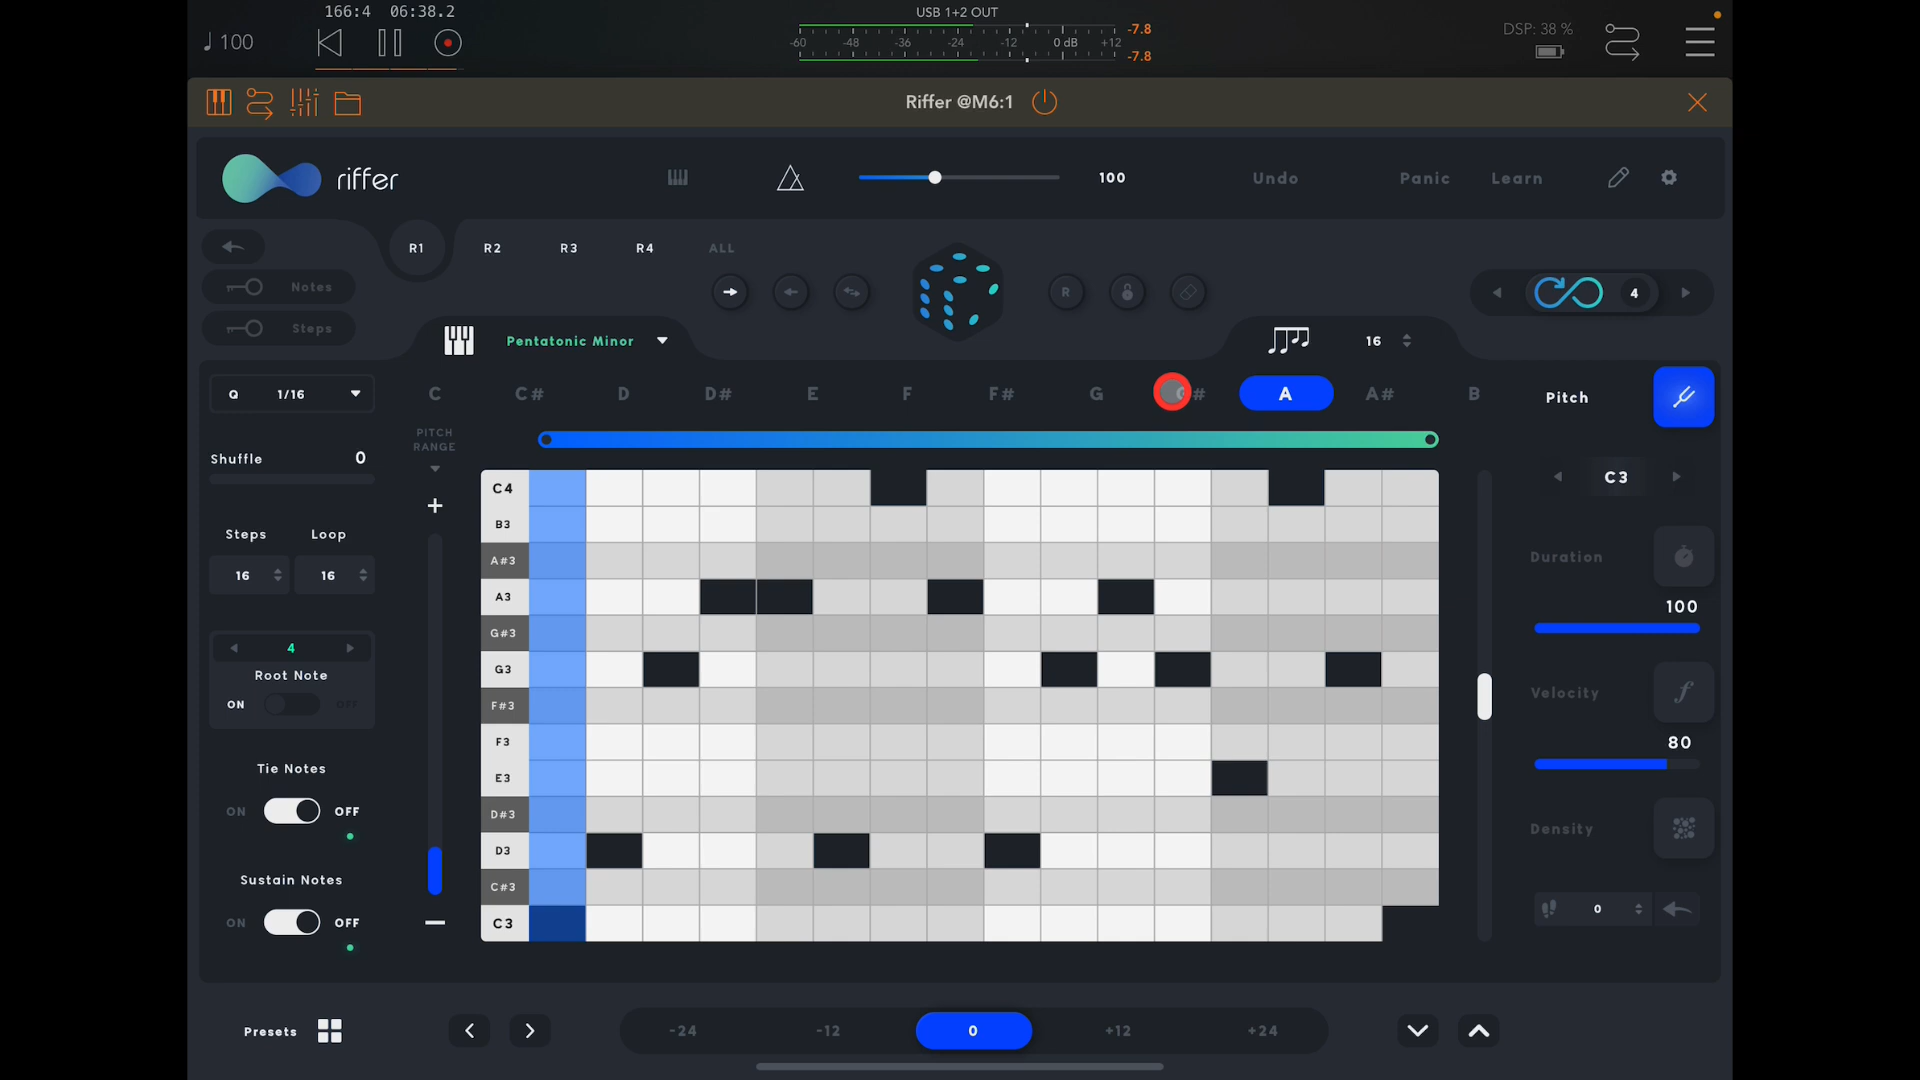 166:4 06:38.2
100
USB 1+2 OUT
-60 -48 -36 -24 -12 0 dB +12
-7.8
-7.8
DSP: 38 %
Riffer @M6:1
riffer
100
Undo
Panic
Learn
R1 R2 R3 R4 ALL
Notes
Steps
R
4
Pentatonic Minor
16
Q 1/16
C C# D D# E F F# G G# A A# B
Pitch
PITCH
RANGE
Shuffle 0
+
Steps Loop
16 16
4
Root Note
ON OFF
Tie Notes
ON OFF
Sustain Notes
ON OFF
C4
B3
A#3
A3
G#3
G3
F#3
F3
E3
D#3
D3
C#3
C3
C3
Duration
100
Velocity
f
80
Density
0
Presets
-24 -12 0 +12 +24